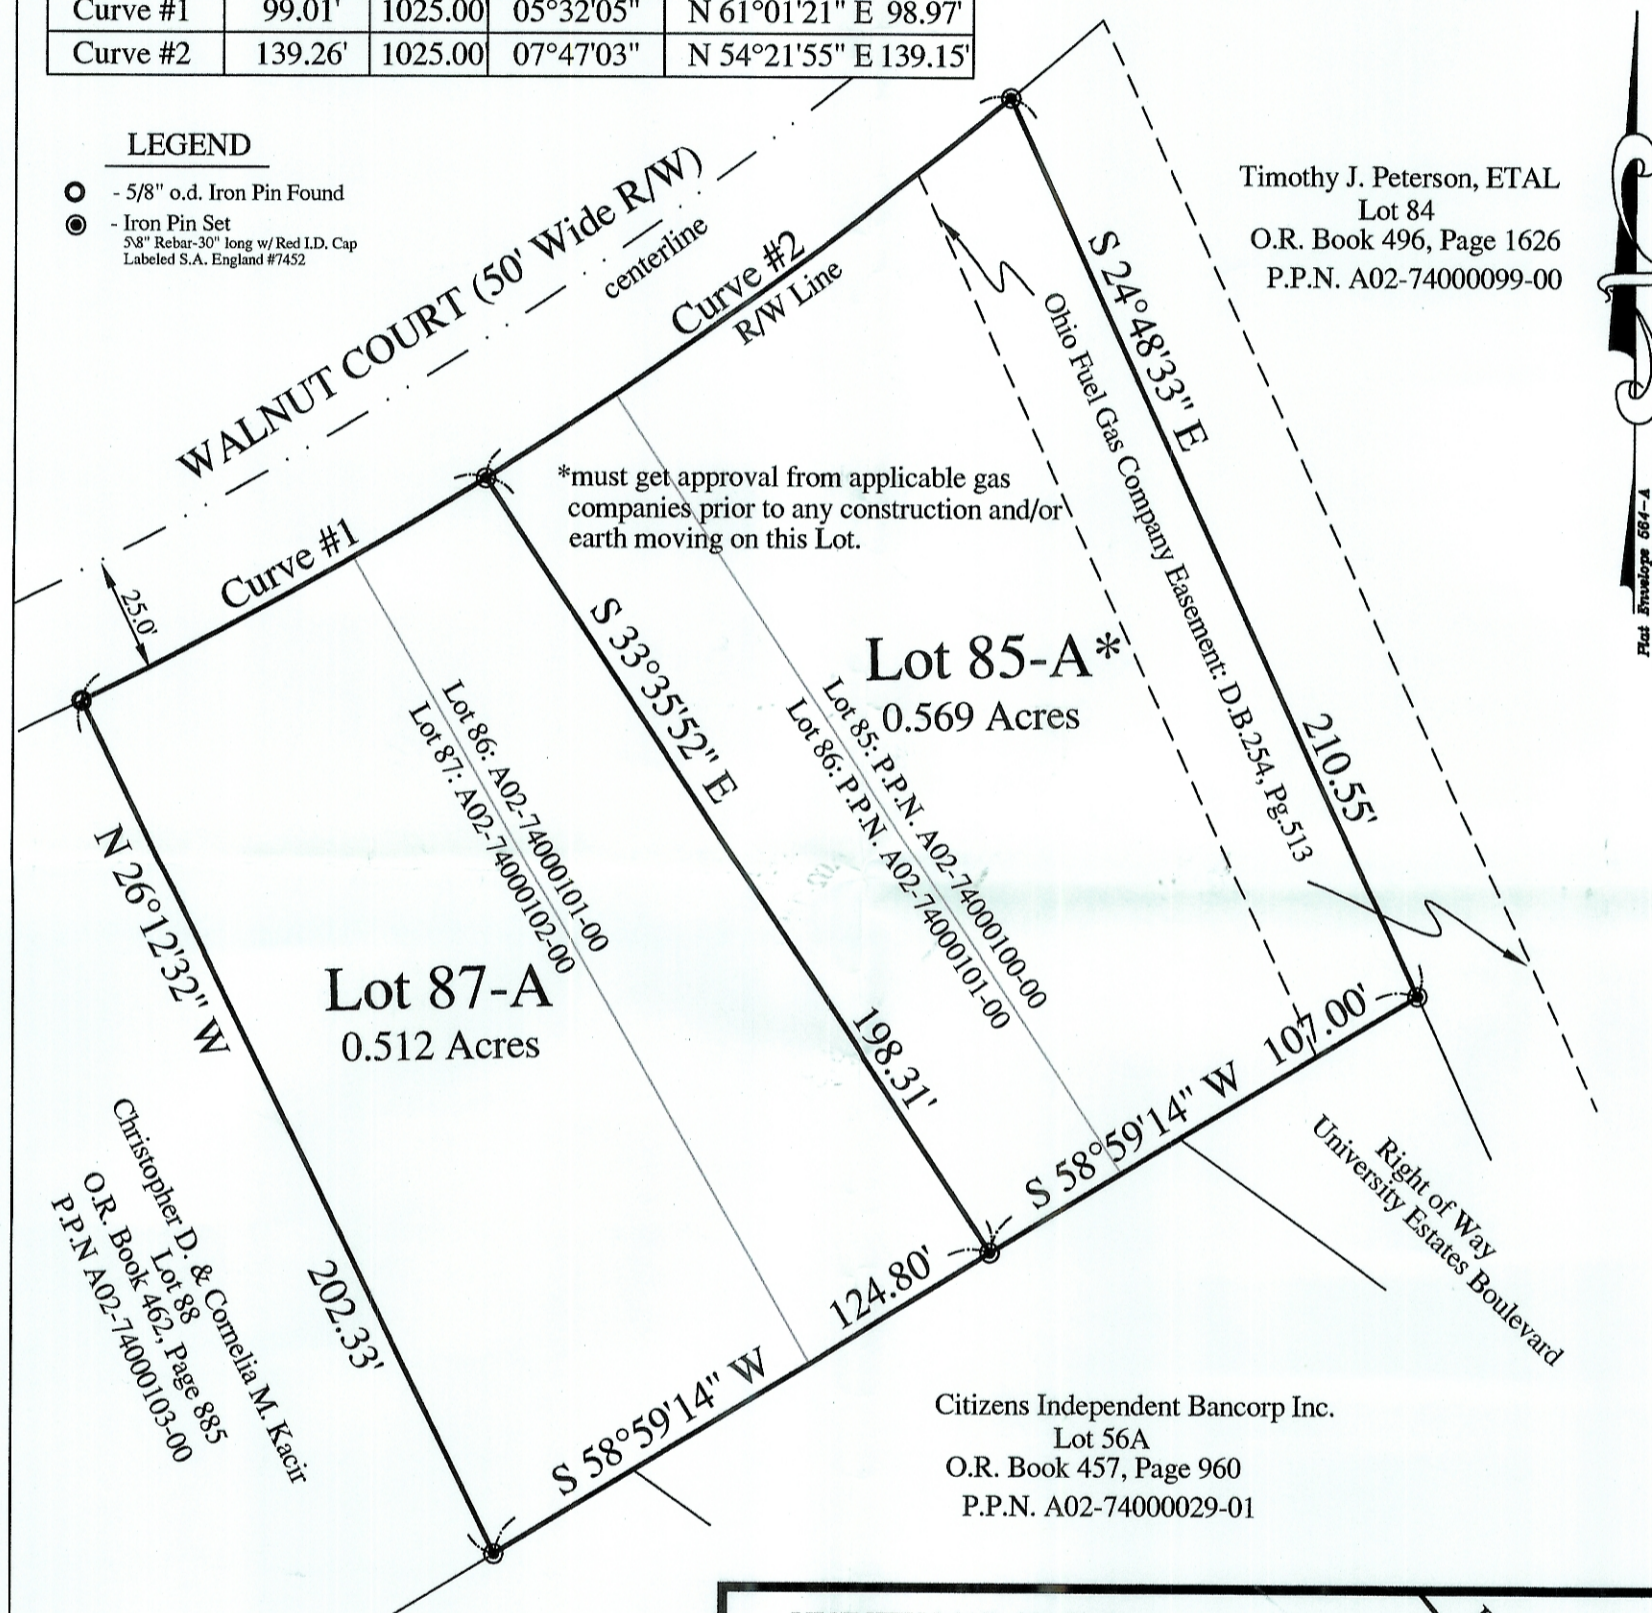 Curve #1 99.01' 1025.00' 05°32'05" N 61°01'21" E 98.97'
Curve #2 139.26' 1025.00' 07°47'03" N 54°21'55" E 139.15'
LEGEND
- 5/8" o.d. Iron Pin Found
- Iron Pin Set
5\8" Rebar-30" long w/ Red I.D. Cap
Labeled S.A. England #7452
WALNUT COURT (50' Wide R/W)
centerline
Curve #2
R/W Line
Curve #1
25.0'
Timothy J. Peterson, ETAL
Lot 84
O.R. Book 496, Page 1626
P.P.N. A02-74000099-00
S 24°48'33" E
210.55'
Ohio Fuel Gas Company Easement: D.B.254, Pg.513
*must get approval from applicable gas
companies prior to any construction and/or
earth moving on this Lot.
Lot 85-A*
0.569 Acres
S 33°35'52" E
198.31'
Lot 85: P.P.N. A02-74000100-00
Lot 86: P.P.N. A02-74000101-00
Lot 86: A02-74000101-00
Lot 87: A02-74000102-00
N 26°12'32" W
202.33'
Lot 87-A
0.512 Acres
S 58°59'14" W 107.00'
S 58°59'14" W 124.80'
Right of Way
University Estates Boulevard
Christopher D. & Cornelia M. Kacir
Lot 88
O.R. Book 462, Page 885
P.P.N A02-74000103-00
Citizens Independent Bancorp Inc.
Lot 56A
O.R. Book 457, Page 960
P.P.N. A02-74000029-01
Plat Envelope 564-A